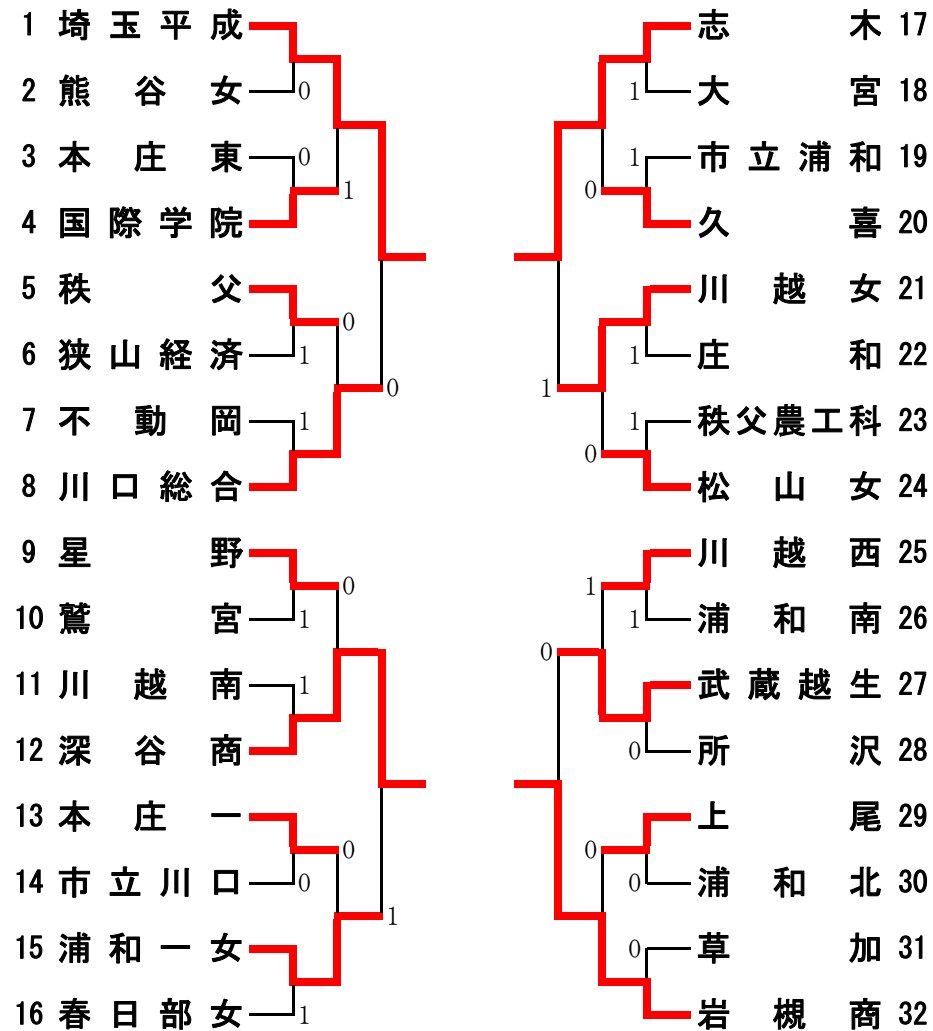 1 埼玉平成
2 熊谷女 0
3 本庄東 0
1
4 国際学院
5 秩父
0
6 狭山経済 1
0
7 不動岡 1
8 川口総合
9 星野
0
10 鷲宮 1
11 川越南 1
12 深谷商
13 本庄一
0
14 市立川口 0
1
15 浦和一女
16 春日部女 1
志木 17
1 大宮 18
1 市立浦和 19
0
久喜 20
川越女 21
1 庄和 22
1
1 秩父農工科 23
0
松山女 24
川越西 25
1
1 浦和南 26
0
武蔵越生 27
0 所沢 28
上尾 29
0
0 浦和北 30
0 草加 31
岩槻商 32